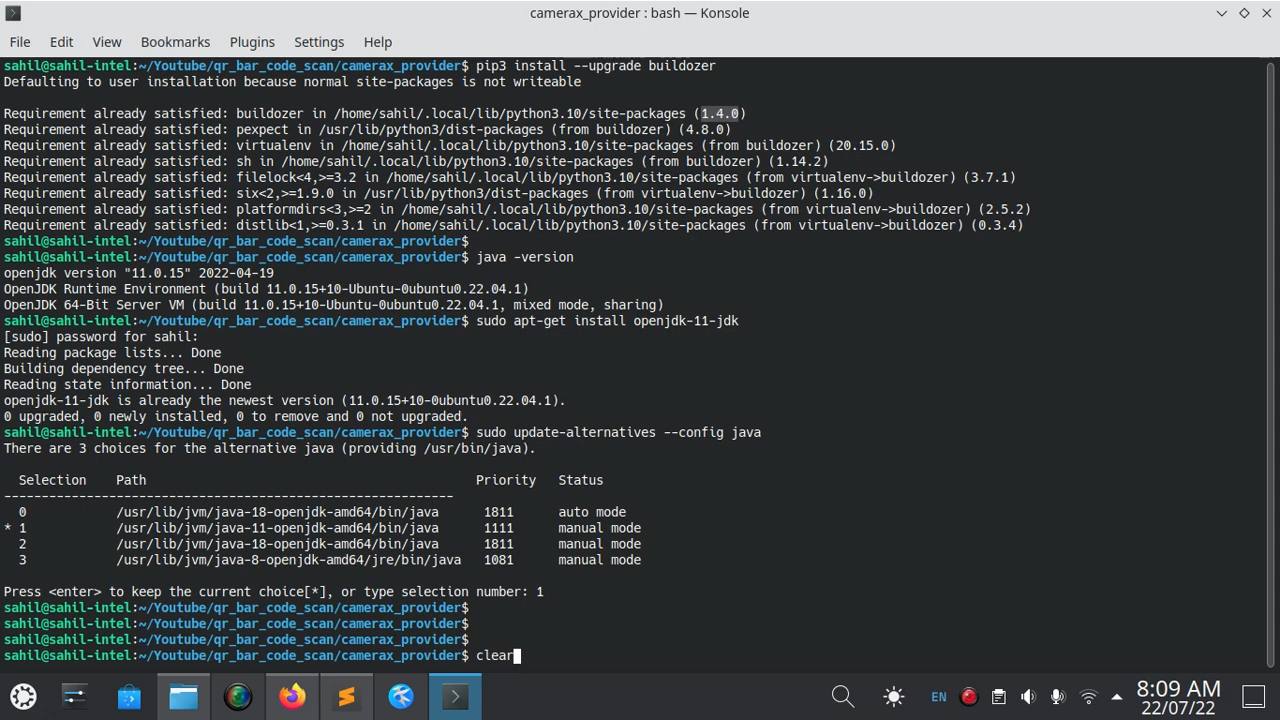 camerax_provider : bash — Konsole
File Edit View Bookmarks Plugins Settings Help
sahil@sahil-intel:~/Youtube/qr_bar_code_scan/camerax_provider$ pip3 install --upgrade buildozer
Defaulting to user installation because normal site-packages is not writeable
Requirement already satisfied: buildozer in /home/sahil/.local/lib/python3.10/site-packages (1.4.0)
Requirement already satisfied: pexpect in /usr/lib/python3/dist-packages (from buildozer) (4.8.0)
Requirement already satisfied: virtualenv in /home/sahil/.local/lib/python3.10/site-packages (from buildozer) (20.15.0)
Requirement already satisfied: sh in /home/sahil/.local/lib/python3.10/site-packages (from buildozer) (1.14.2)
Requirement already satisfied: filelock<4,>=3.2 in /home/sahil/.local/lib/python3.10/site-packages (from virtualenv->buildozer) (3.7.1)
Requirement already satisfied: six<2,>=1.9.0 in /usr/lib/python3/dist-packages (from virtualenv->buildozer) (1.16.0)
Requirement already satisfied: platformdirs<3,>=2 in /home/sahil/.local/lib/python3.10/site-packages (from virtualenv->buildozer) (2.5.2)
Requirement already satisfied: distlib<1,>=0.3.1 in /home/sahil/.local/lib/python3.10/site-packages (from virtualenv->buildozer) (0.3.4)
sahil@sahil-intel:~/Youtube/qr_bar_code_scan/camerax_provider$
sahil@sahil-intel:~/Youtube/qr_bar_code_scan/camerax_provider$ java -version
openjdk version "11.0.15" 2022-04-19
OpenJDK Runtime Environment (build 11.0.15+10-Ubuntu-0ubuntu0.22.04.1)
OpenJDK 64-Bit Server VM (build 11.0.15+10-Ubuntu-0ubuntu0.22.04.1, mixed mode, sharing)
sahil@sahil-intel:~/Youtube/qr_bar_code_scan/camerax_provider$ sudo apt-get install openjdk-11-jdk
[sudo] password for sahil:
Reading package lists... Done
Building dependency tree... Done
Reading state information... Done
openjdk-11-jdk is already the newest version (11.0.15+10-0ubuntu0.22.04.1).
0 upgraded, 0 newly installed, 0 to remove and 0 not upgraded.
sahil@sahil-intel:~/Youtube/qr_bar_code_scan/camerax_provider$ sudo update-alternatives --config java
There are 3 choices for the alternative java (providing /usr/bin/java).
Selection Path Priority Status
------------------------------------------------------------
0 /usr/lib/jvm/java-18-openjdk-amd64/bin/java 1811 auto mode
* 1 /usr/lib/jvm/java-11-openjdk-amd64/bin/java 1111 manual mode
2 /usr/lib/jvm/java-18-openjdk-amd64/bin/java 1811 manual mode
3 /usr/lib/jvm/java-8-openjdk-amd64/jre/bin/java 1081 manual mode
Press <enter> to keep the current choice[*], or type selection number: 1
sahil@sahil-intel:~/Youtube/qr_bar_code_scan/camerax_provider$
sahil@sahil-intel:~/Youtube/qr_bar_code_scan/camerax_provider$
sahil@sahil-intel:~/Youtube/qr_bar_code_scan/camerax_provider$
sahil@sahil-intel:~/Youtube/qr_bar_code_scan/camerax_provider$ clear
EN 8:09 AM
22/07/22